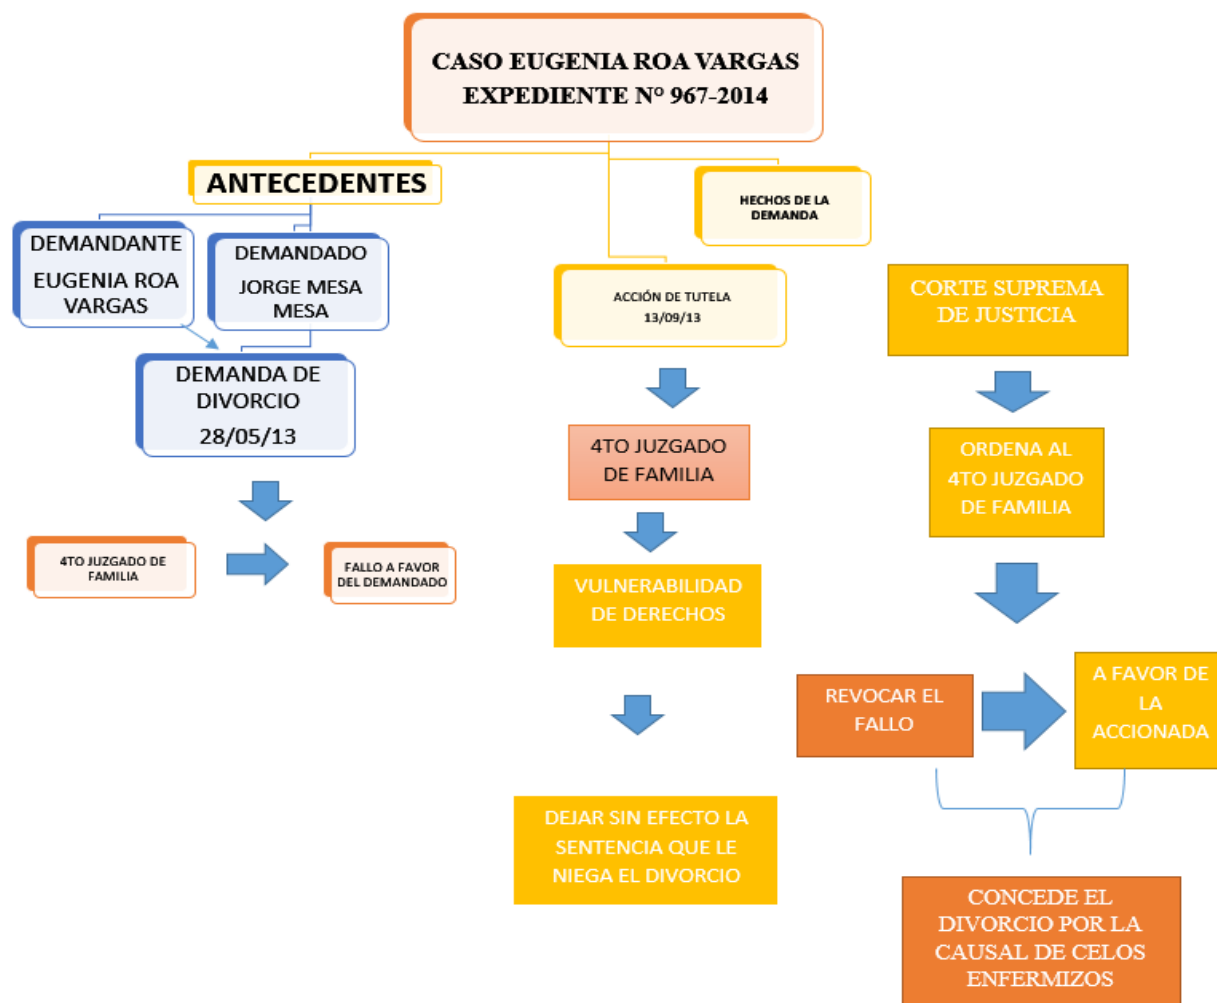 CASO EUGENIA ROA VARGAS
EXPEDIENTE N° 967-2014
ANTECEDENTES
DEMANDANTE
EUGENIA ROA
VARGAS
DEMANDADO
JORGE MESA
MESA
DEMANDA DE
DIVORCIO
28/05/13
4TO JUZGADO DE
FAMILIA
FALLO A FAVOR
DEL DEMANDADO
HECHOS DE LA
DEMANDA
ACCIÓN DE TUTELA
13/09/13
4TO JUZGADO
DE FAMILIA
VULNERABILIDAD
DE DERECHOS
DEJAR SIN EFECTO LA
SENTENCIA QUE LE
NIEGA EL DIVORCIO
CORTE SUPREMA
DE JUSTICIA
ORDENA AL
4TO JUZGADO
DE FAMILIA
REVOCAR EL
FALLO
A FAVOR DE
LA
ACCIONADA
CONCEDE EL
DIVORCIO POR LA
CAUSAL DE CELOS
ENFERMIZOS